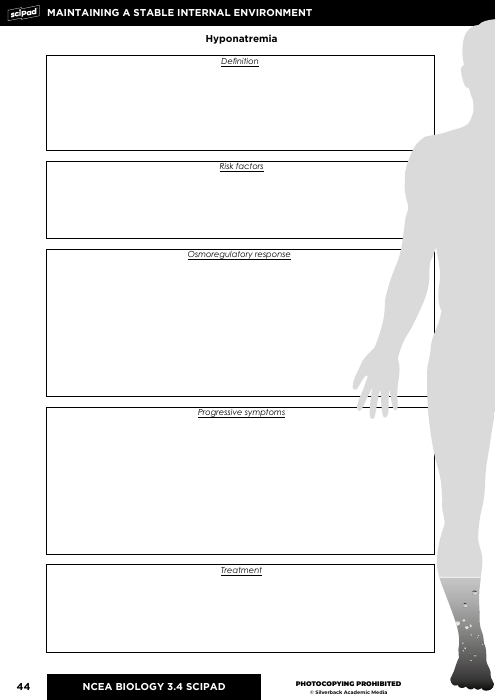 scipad MAINTAINING A STABLE INTERNAL ENVIRONMENT
Hyponatremia
Definition
Risk factors
Osmoregulatory response
Progressive symptoms
Treatment
44 NCEA BIOLOGY 3.4 SCIPAD PHOTOCOPYING PROHIBITED
© Silverback Academic Media